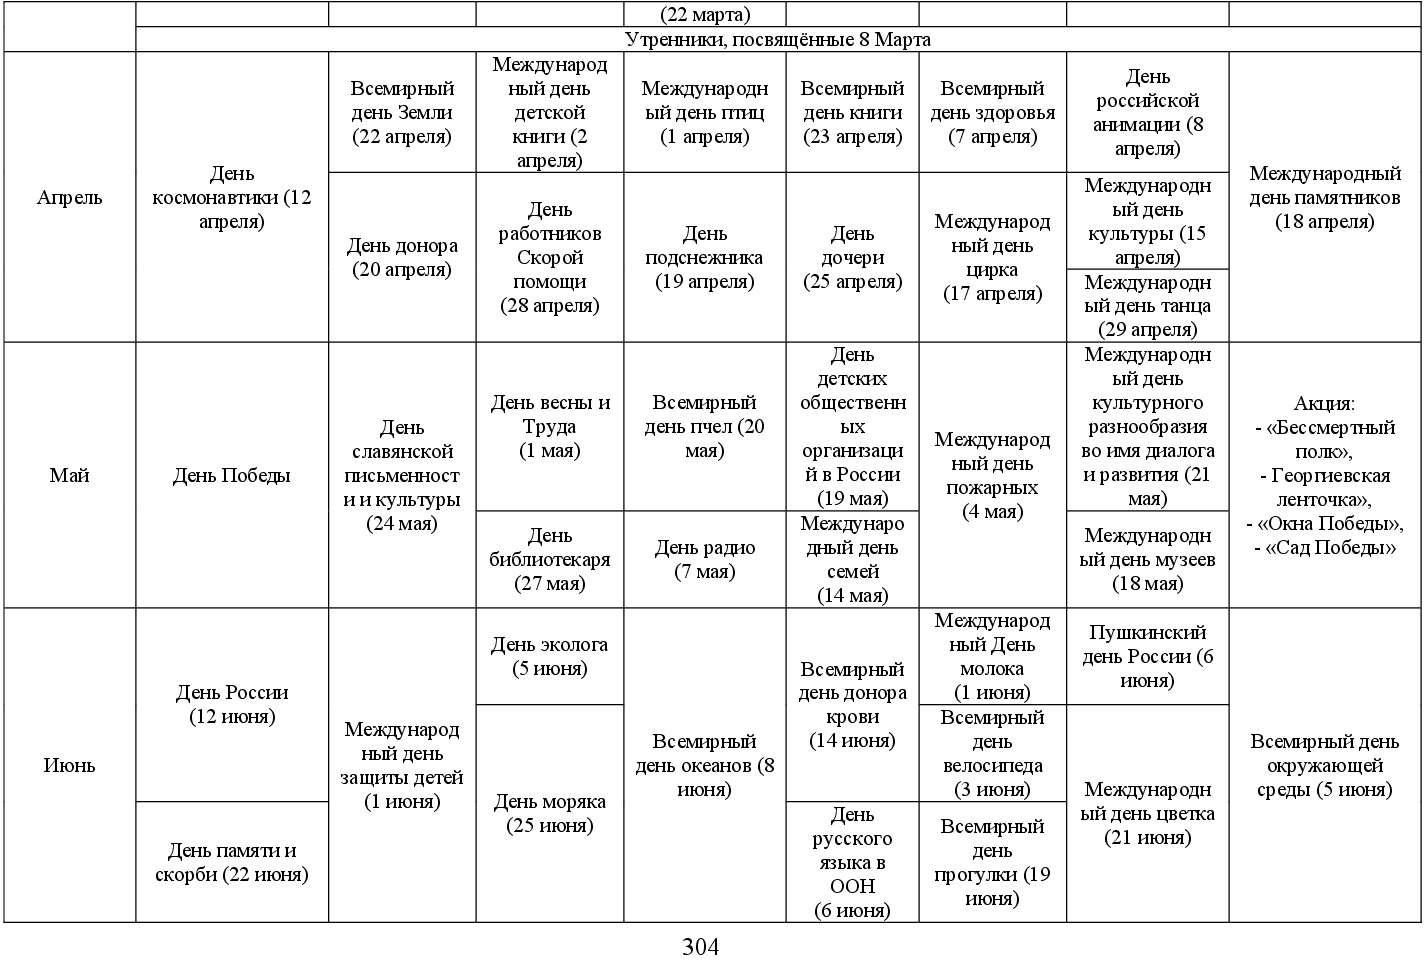 (22 марта)
Утренники, посвящённые 8 Марта
Апрель
День
космонавтики (12
апреля)
Всемирный
день Земли
(22 апреля)
Международ
ный день
детской
книги (2
апреля)
Международн
ый день птиц
(1 апреля)
Всемирный
день книги
(23 апреля)
Всемирный
день здоровья
(7 апреля)
День
российской
анимации (8
апреля)
Международный
день памятников
(18 апреля)
День донора
(20 апреля)
День
работников
Скорой
помощи
(28 апреля)
День
подснежника
(19 апреля)
День
дочери
(25 апреля)
Международ
ный день
цирка
(17 апреля)
Международн
ый день
культуры (15
апреля)
Международн
ый день танца
(29 апреля)
Май
День Победы
День
славянской
письменност
и и культуры
(24 мая)
День весны и
Труда
(1 мая)
Всемирный
день пчел (20
мая)
День
детских
общественн
ых
организаци
й в России
(19 мая)
Международ
ный день
пожарных
(4 мая)
Международн
ый день
культурного
разнообразия
во имя диалога
и развития (21
мая)
Акция:
- «Бессмертный
полк»,
- Георгиевская
ленточка»,
- «Окна Победы»,
- «Сад Победы»
День
библиотекаря
(27 мая)
День радио
(7 мая)
Междунаро
дный день
семей
(14 мая)
Международн
ый день музеев
(18 мая)
Июнь
День России
(12 июня)
Международ
ный день
защиты детей
(1 июня)
День эколога
(5 июня)
Всемирный
день океанов (8
июня)
Всемирный
день донора
крови
(14 июня)
Международ
ный День
молока
(1 июня)
Пушкинский
день России (6
июня)
Всемирный день
окружающей
среды (5 июня)
День моряка
(25 июня)
Всемирный
день
велосипеда
(3 июня)
Международн
ый день цветка
(21 июня)
День памяти и
скорби (22 июня)
День
русского
языка в
ООН
(6 июня)
Всемирный
день
прогулки (19
июня)
304